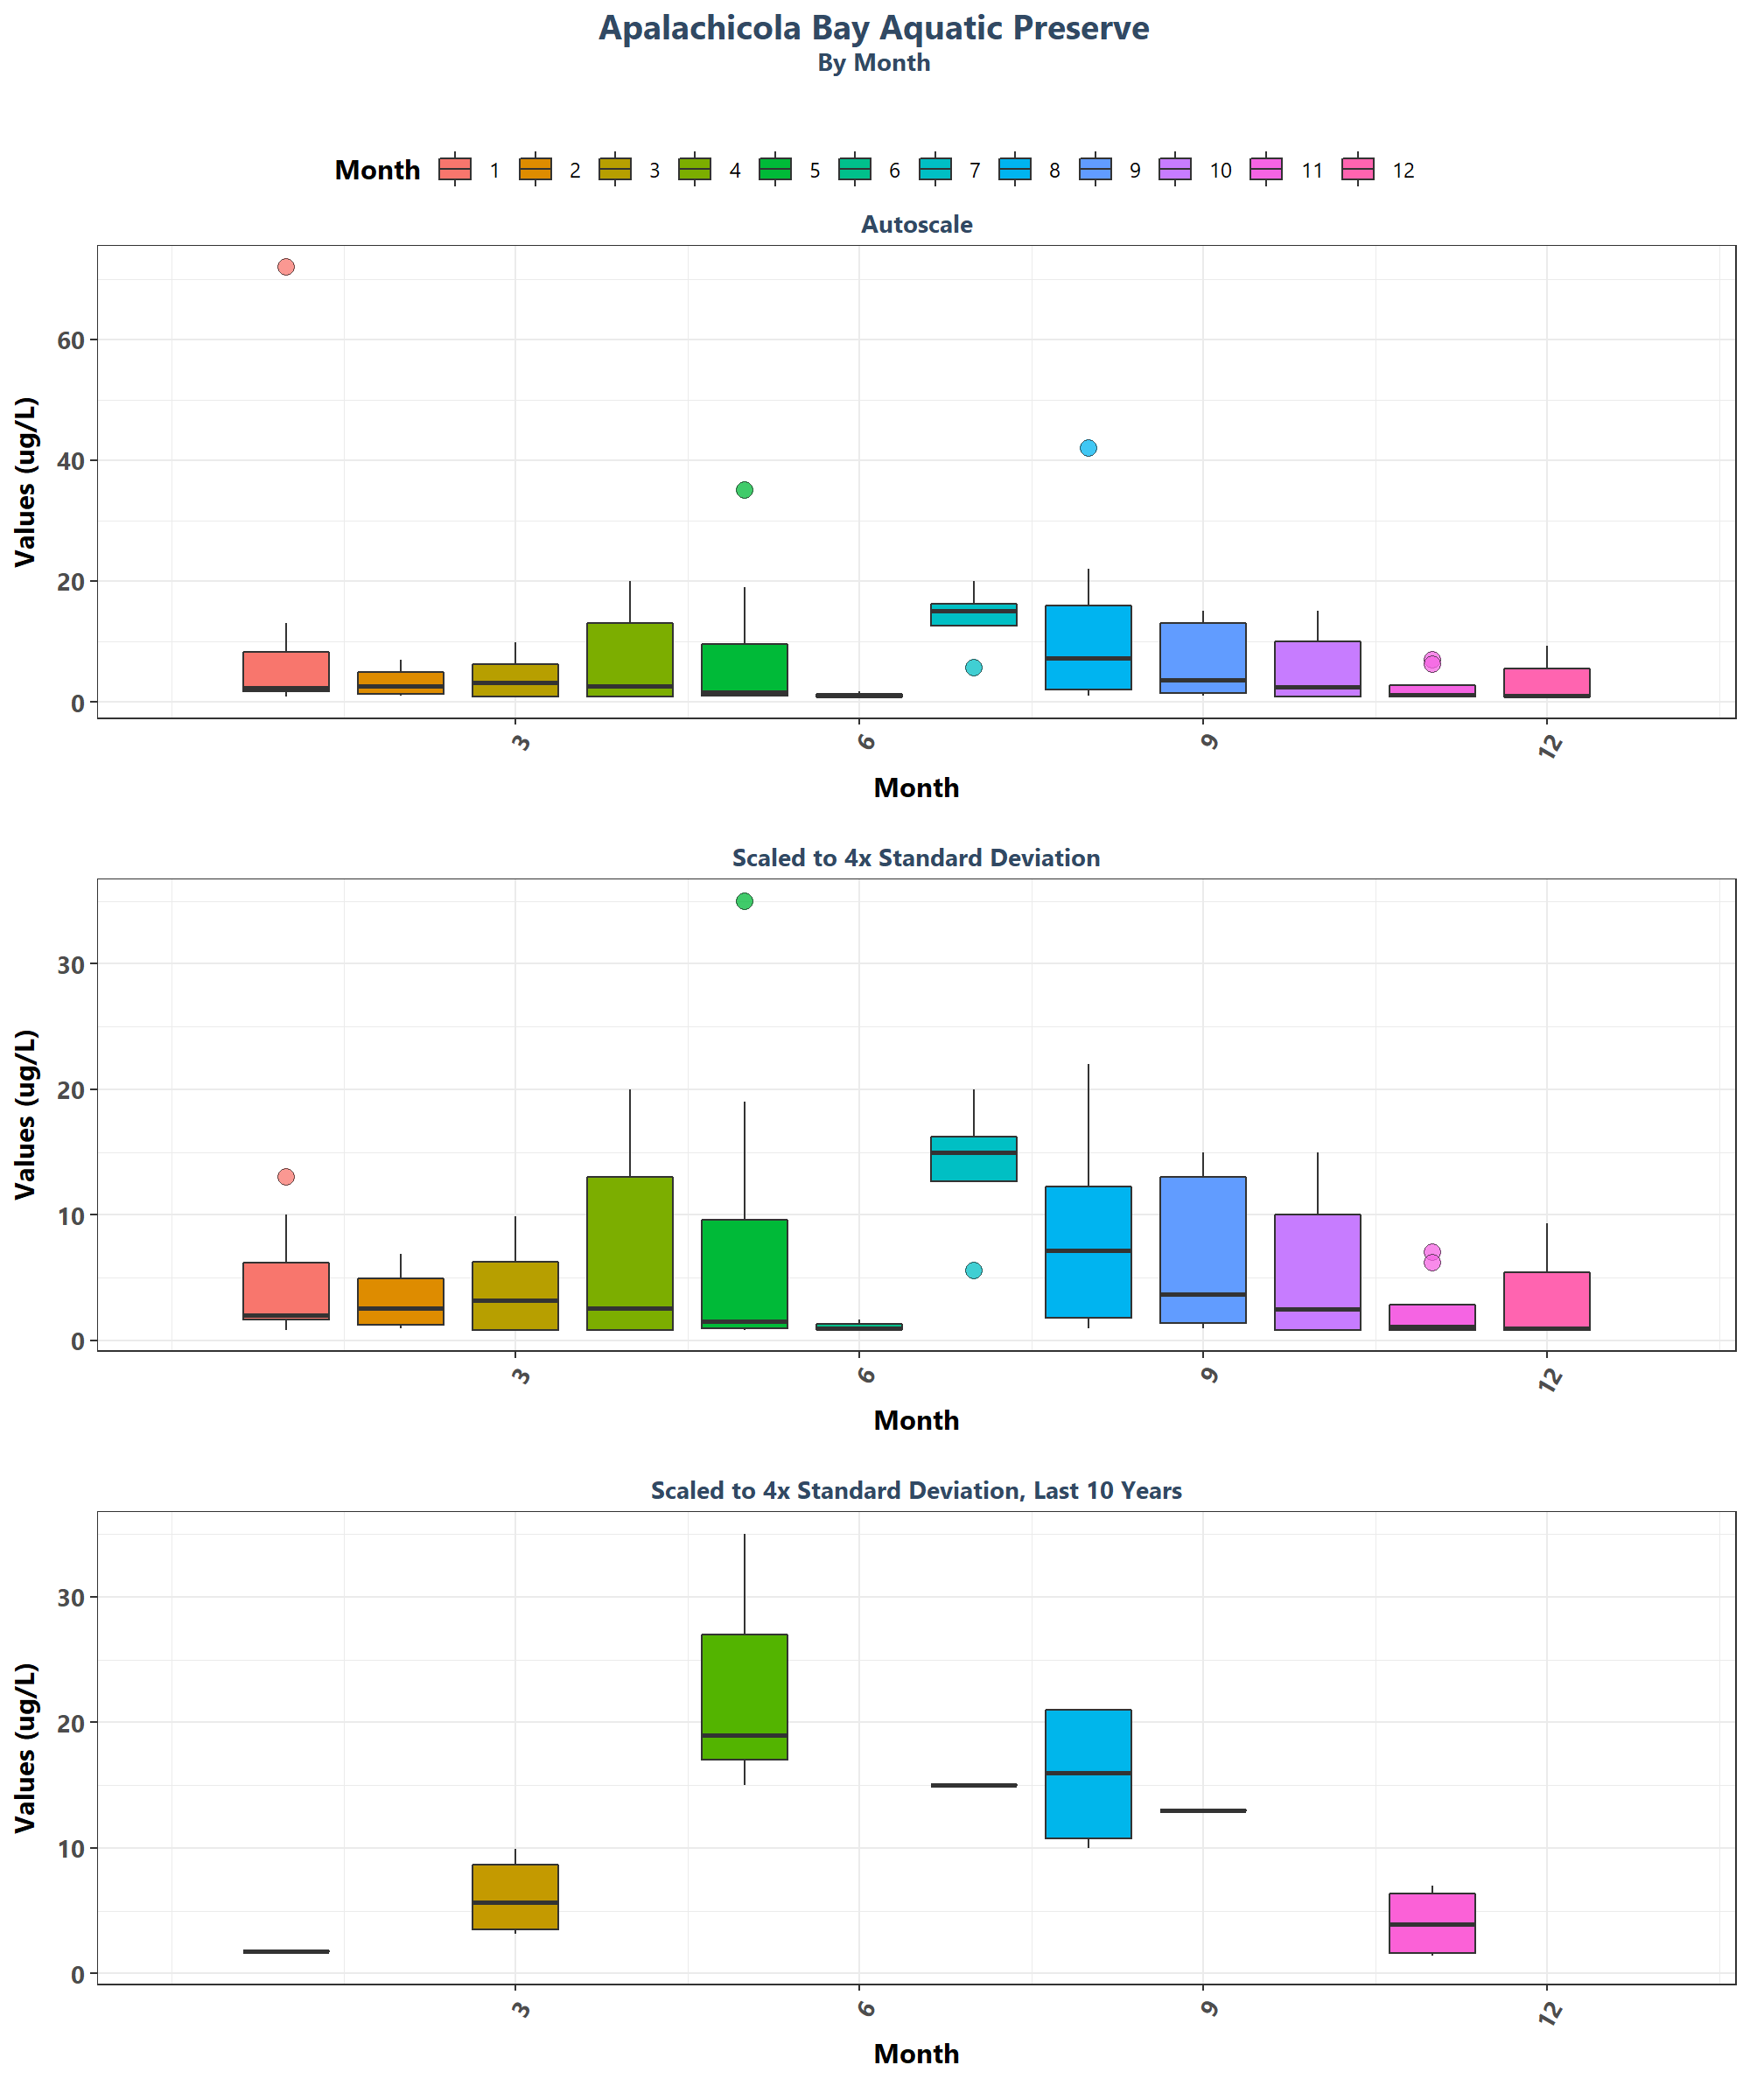 Apalachicola Bay Aquatic Preserve
By Month
Month 1 2 3 4 5 6 7 8 9 10 11 12
Autoscale
Values (ug/L)
60
40
20
0
3 6 9 12
Month
Scaled to 4x Standard Deviation
Values (ug/L)
30
20
10
0
3 6 9 12
Month
Scaled to 4x Standard Deviation, Last 10 Years
Values (ug/L)
30
20
10
0
3 6 9 12
Month